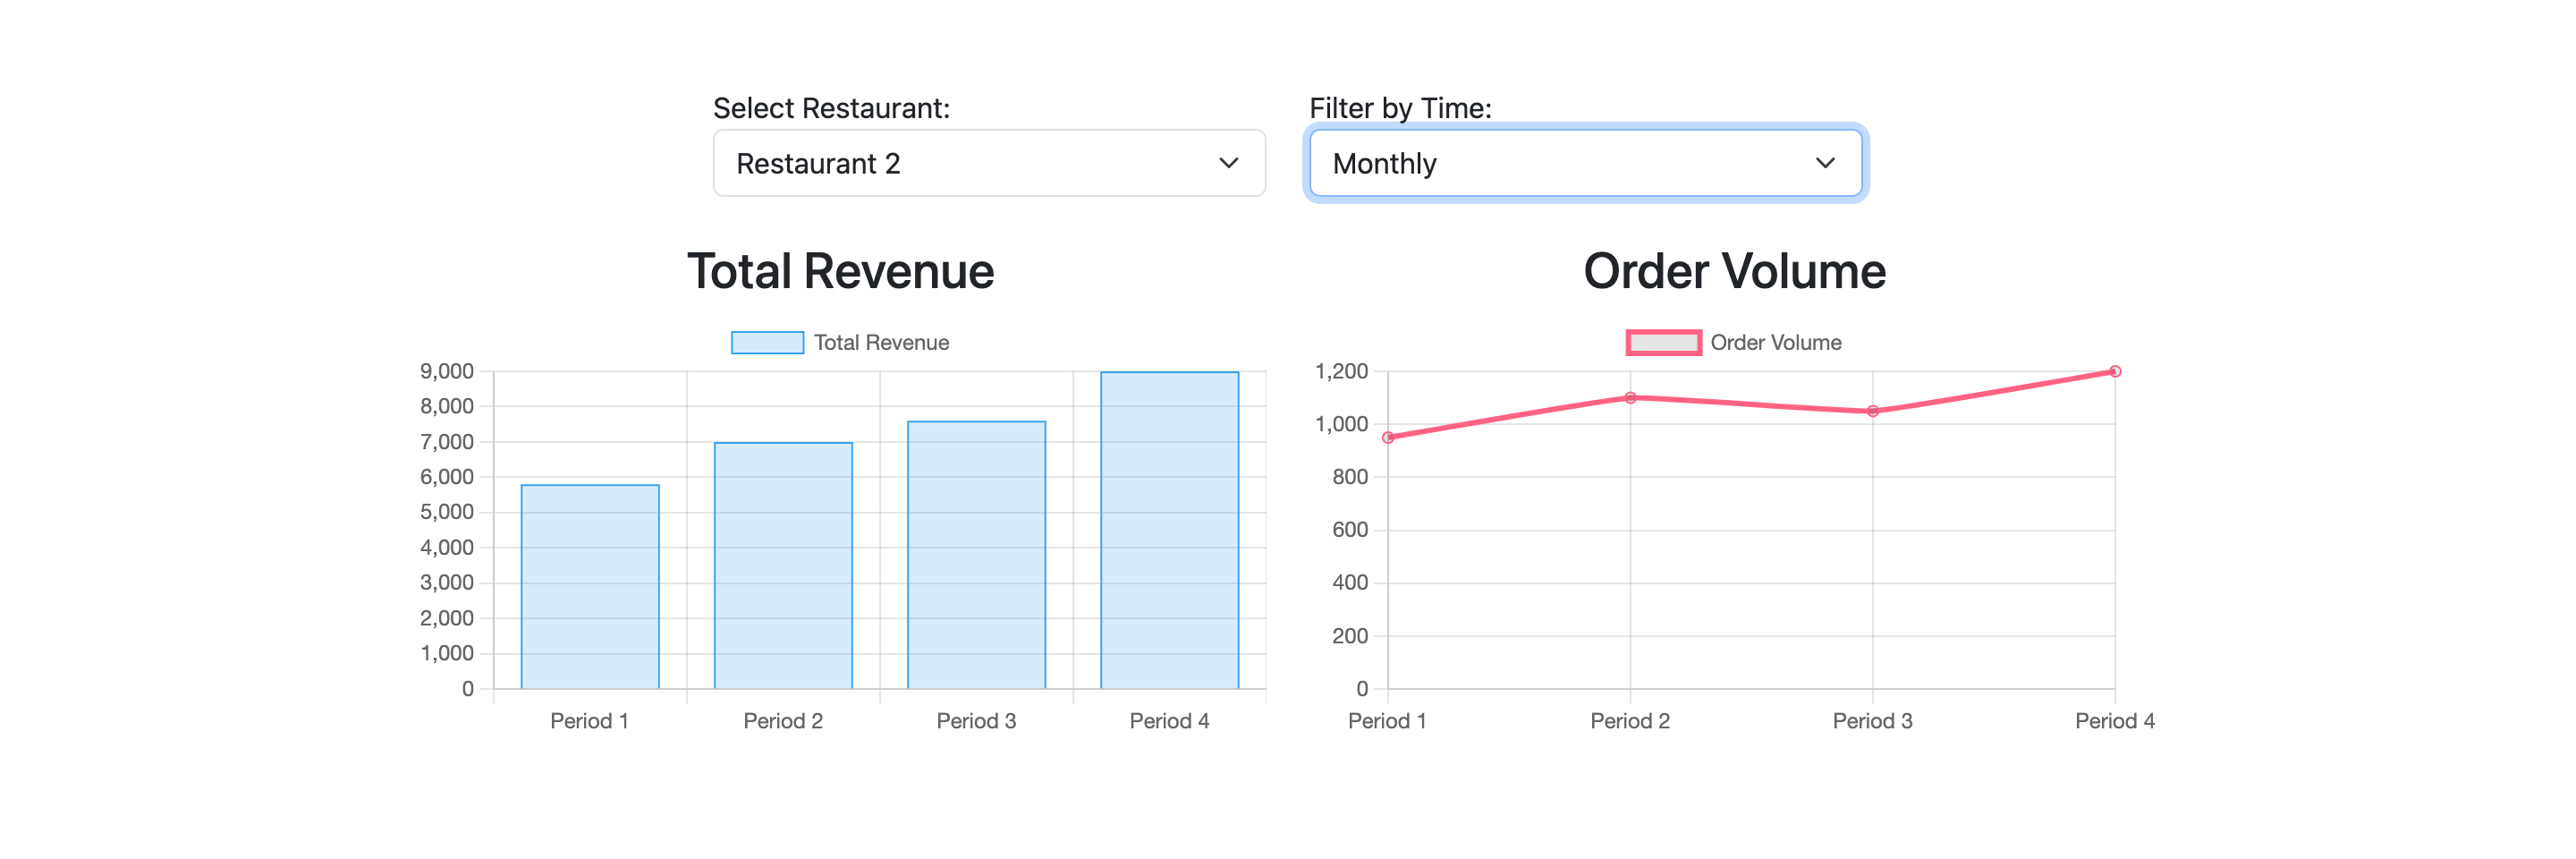 Select Restaurant:
Restaurant 2
Filter by Time:
Monthly
Total Revenue
Total Revenue
9,000
8,000
7,000
6,000
5,000
4,000
3,000
2,000
1,000
0
Period 1 Period 2 Period 3 Period 4
Order Volume
Order Volume
1,200
1,000
800
600
400
200
0
Period 1 Period 2 Period 3 Period 4